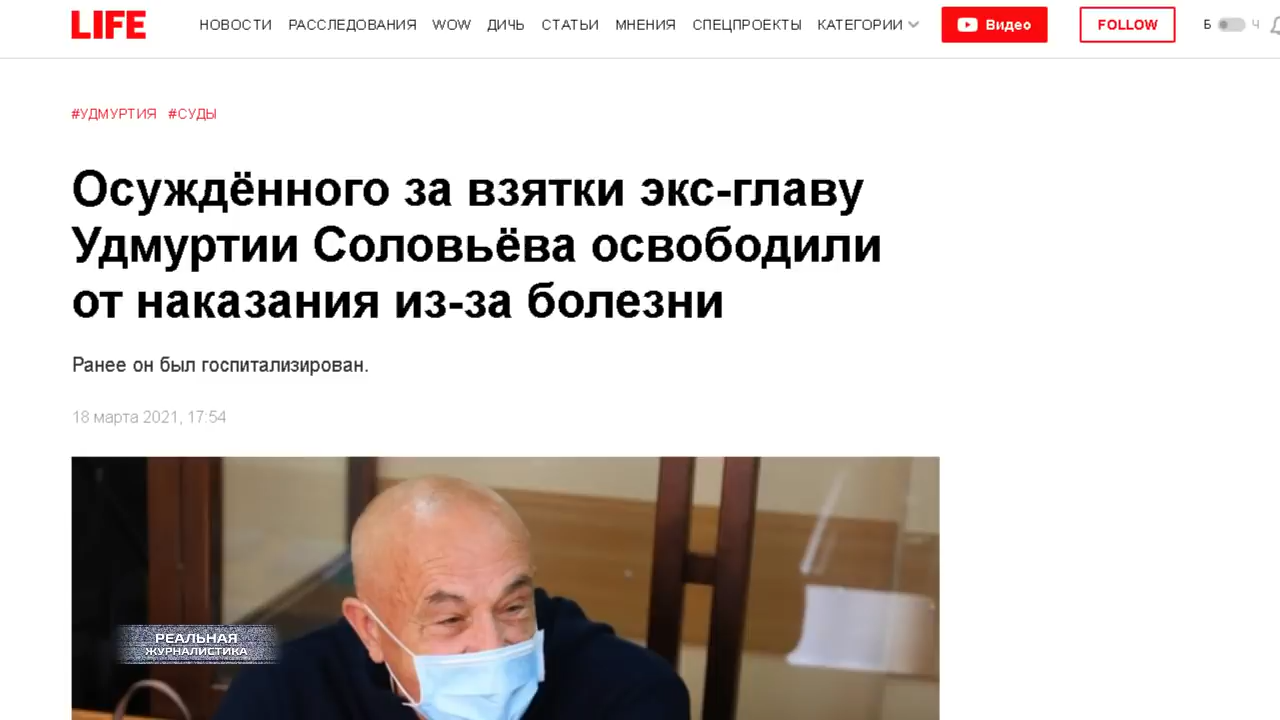 LIFE
НОВОСТИ РАССЛЕДОВАНИЯ WOW ДИЧЬ СТАТЬИ МНЕНИЯ СПЕЦПРОЕКТЫ КАТЕГОРИИ Видео FOLLOW Б Ч
#УДМУРТИЯ #СУДЫ
Осуждённого за взятки экс-главу
Удмуртии Соловьёва освободили
от наказания из-за болезни
Ранее он был госпитализирован.
18 марта 2021, 17:54
РЕАЛЬНАЯ
ЖУРНАЛИСТИКА